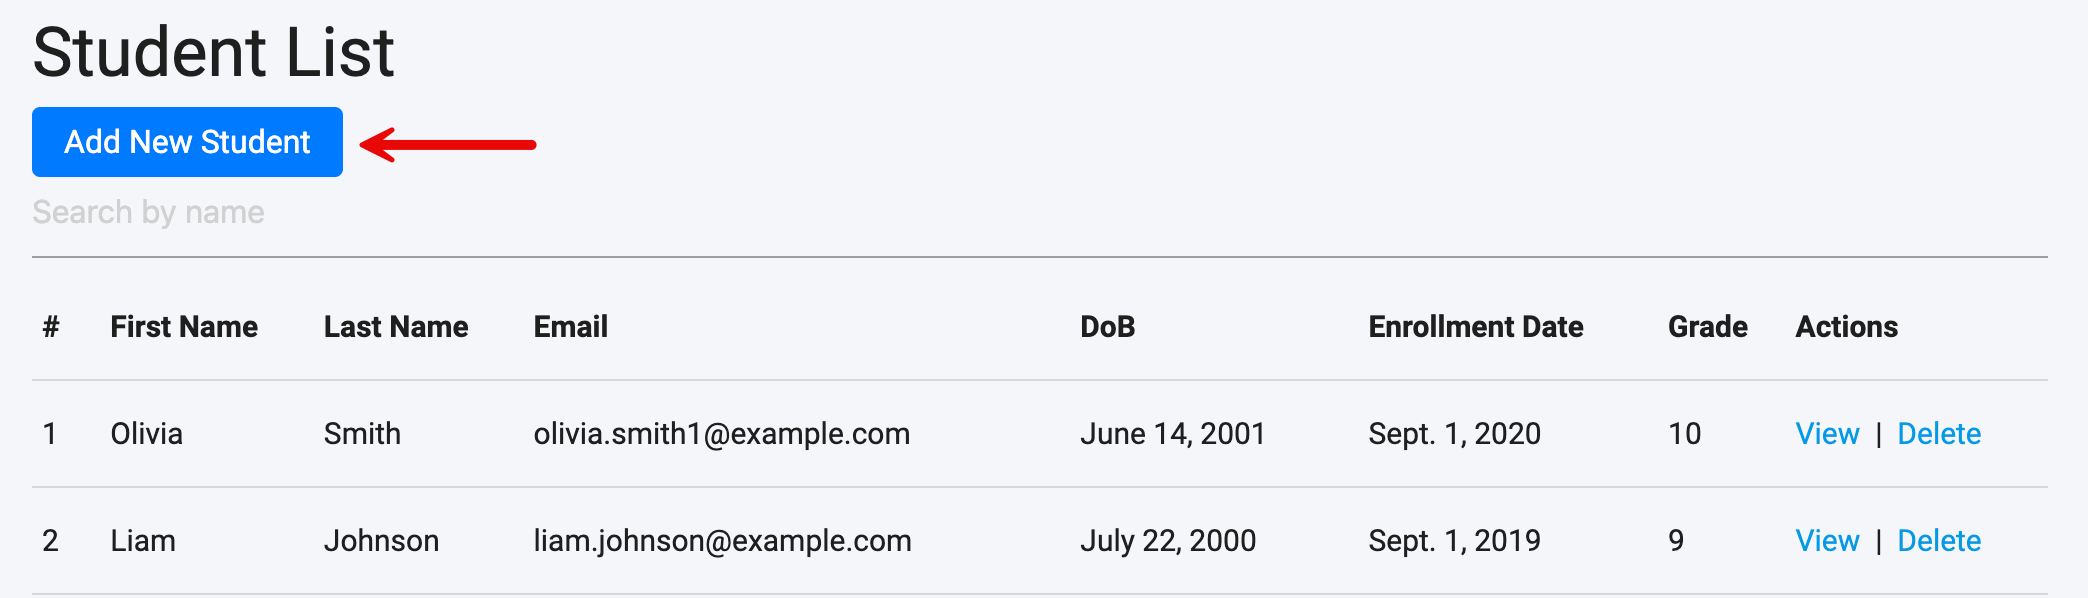 Student List
Add New Student
Search by name
# First Name Last Name Email DoB Enrollment Date Grade Actions
1 Olivia Smith olivia.smith1@example.com June 14, 2001 Sept. 1, 2020 10 View | Delete
2 Liam Johnson liam.johnson@example.com July 22, 2000 Sept. 1, 2019 9 View | Delete